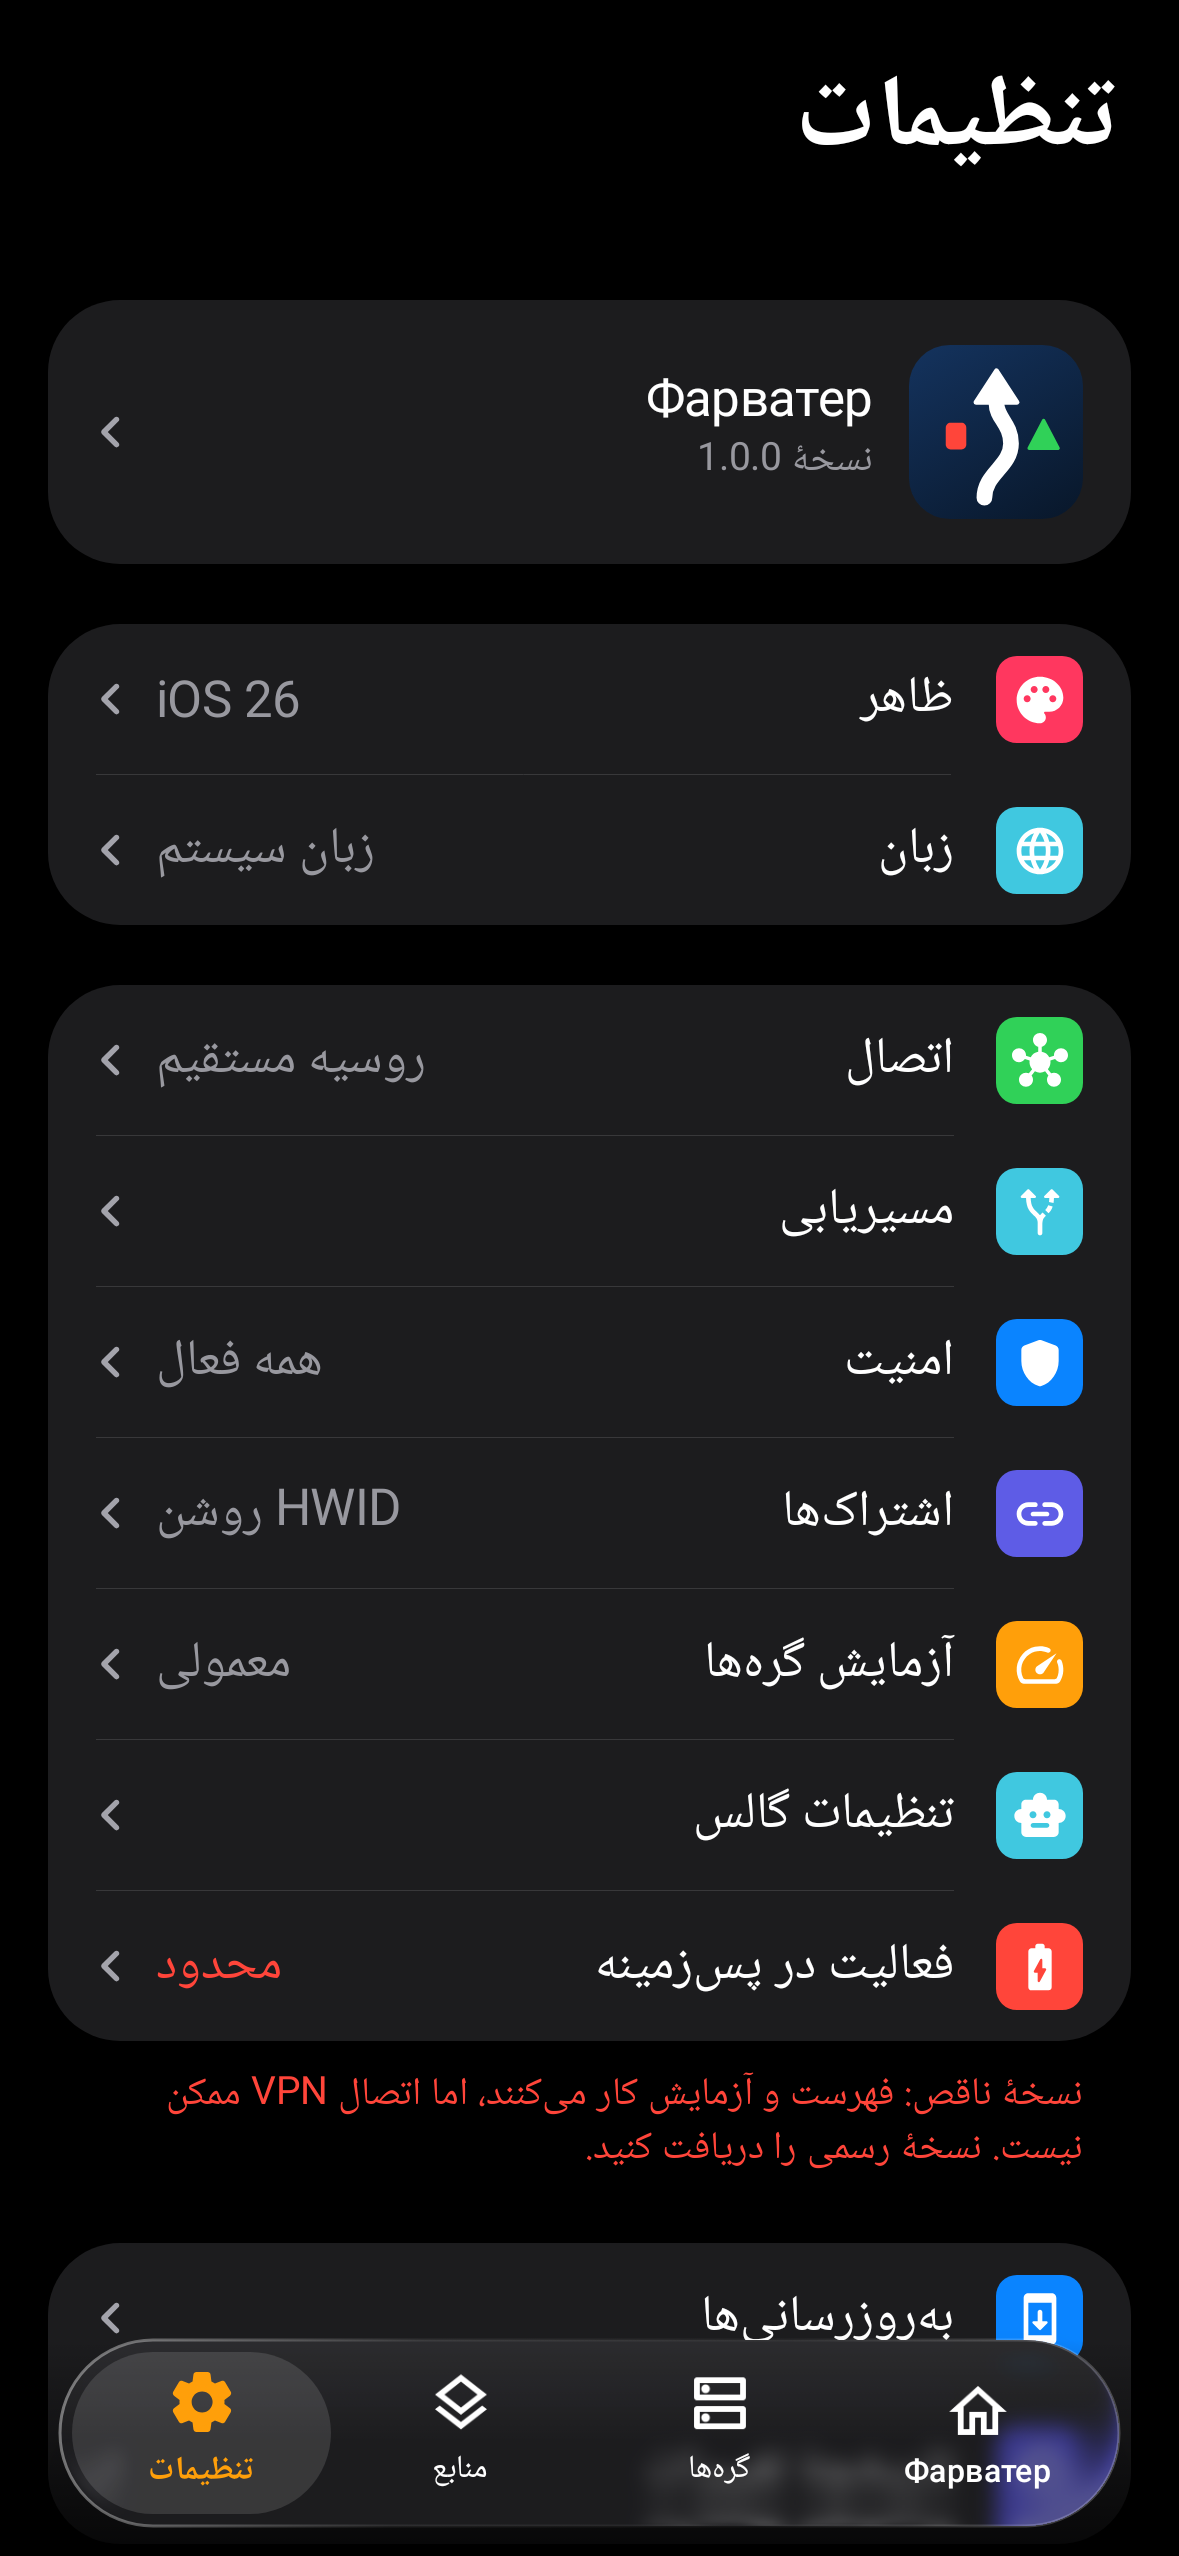 تنظیمات
Фарватер
نسخهٔ 1.0.0
ظاهر
iOS 26
زبان
زبان سیستم
اتصال
روسیه مستقیم
مسیریابی
امنیت
همه فعال
اشتراک‌ها
HWID روشن
آزمایش گره‌ها
معمولی
تنظیمات گالس
فعالیت در پس‌زمینه
محدود
نسخهٔ ناقص: فهرست و آزمایش کار می‌کنند، اما اتصال VPN ممکن
نیست. نسخهٔ رسمی را دریافت کنید.
به‌روزرسانی‌ها
Фарватер
گره‌ها
منابع
تنظیمات